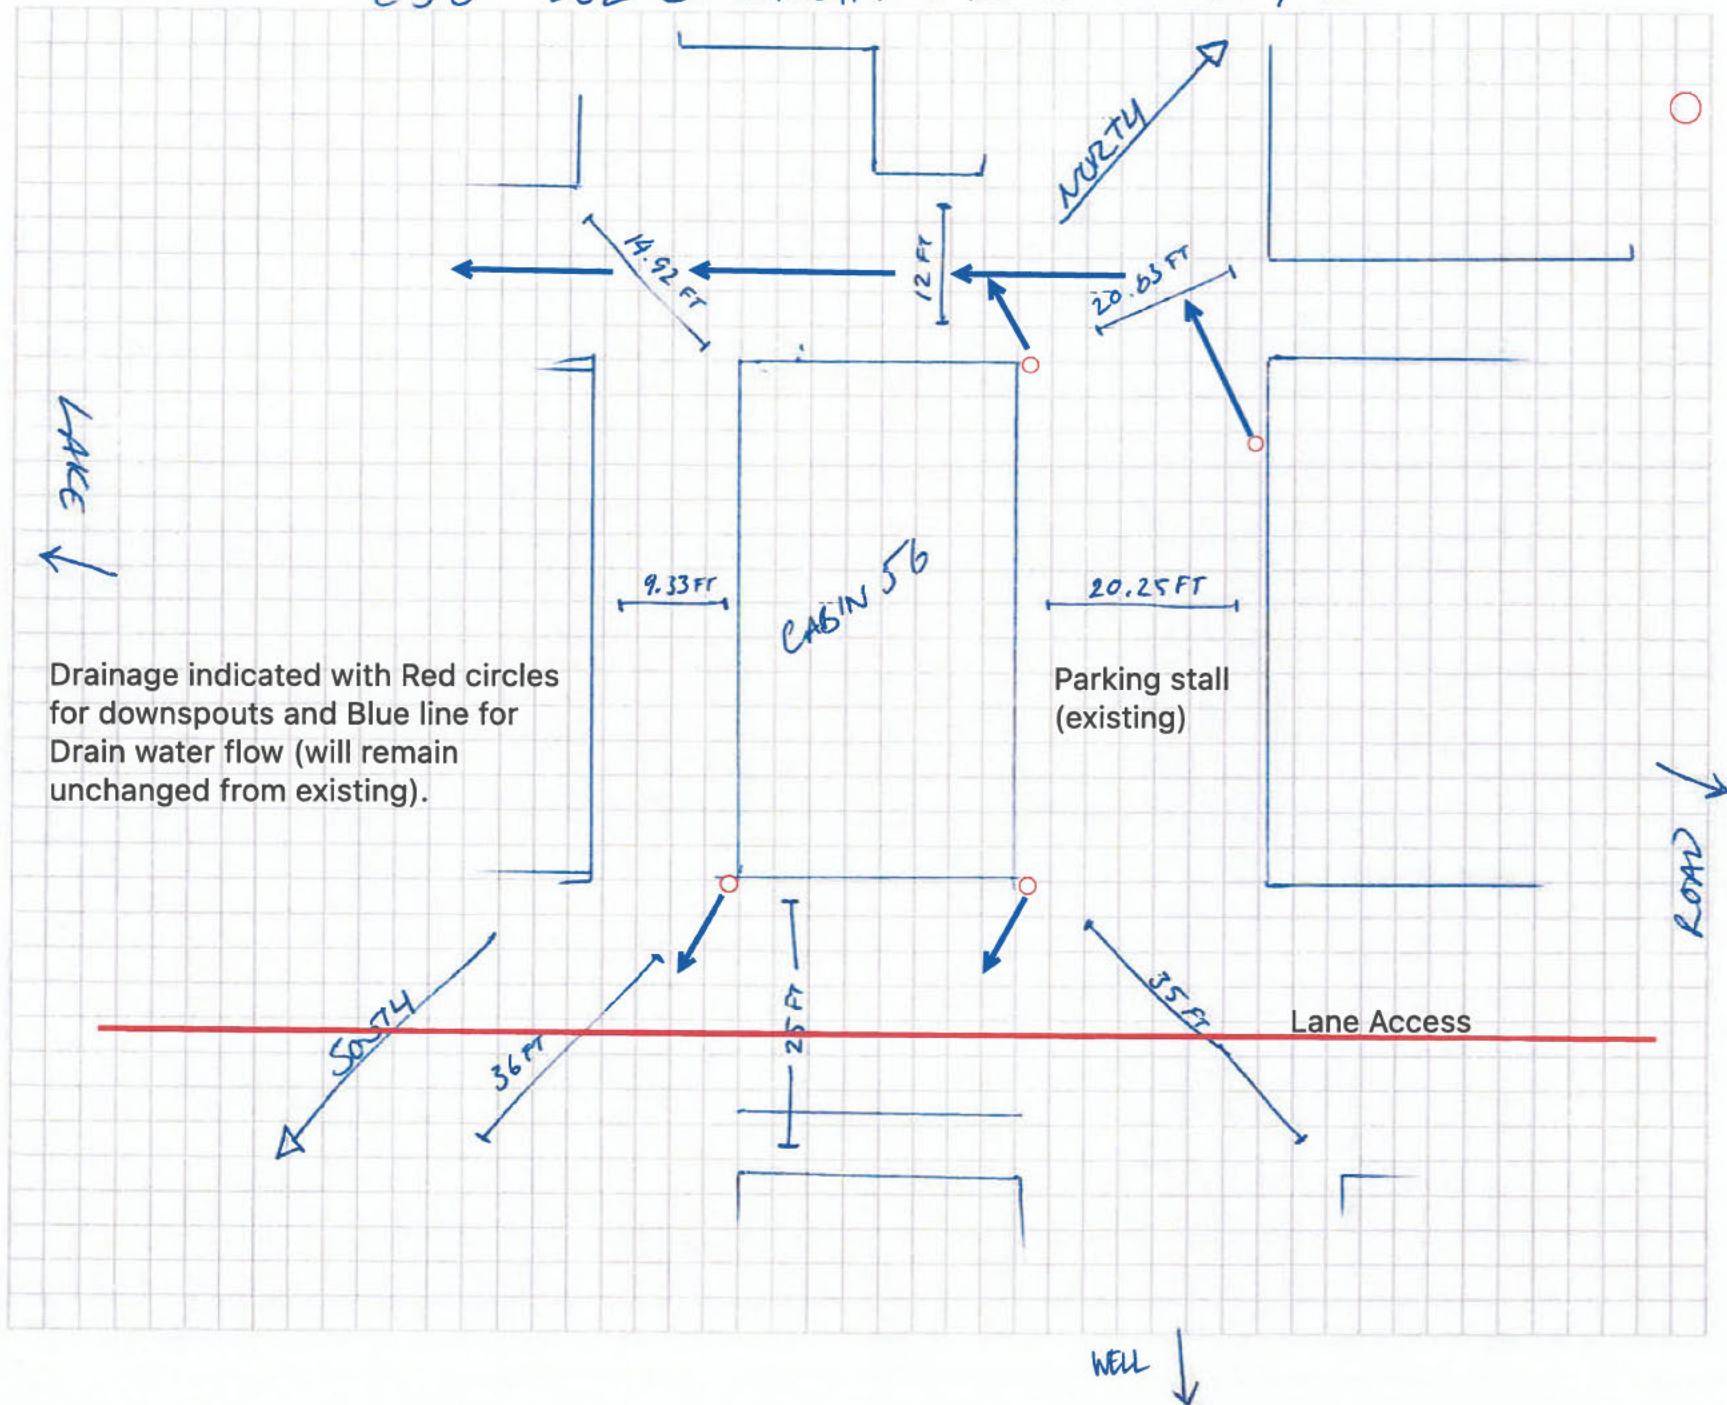 NORTH
14.92 FT
12 FT
20.03 FT
LAKE
CABIN 56
9.33 FT
20.25 FT
Drainage indicated with Red circles
for downspouts and Blue line for
Drain water flow (will remain
unchanged from existing).
Parking stall
(existing)
ROAD
SOUTH
36 FT
25 FT
35 FT
Lane Access
WELL